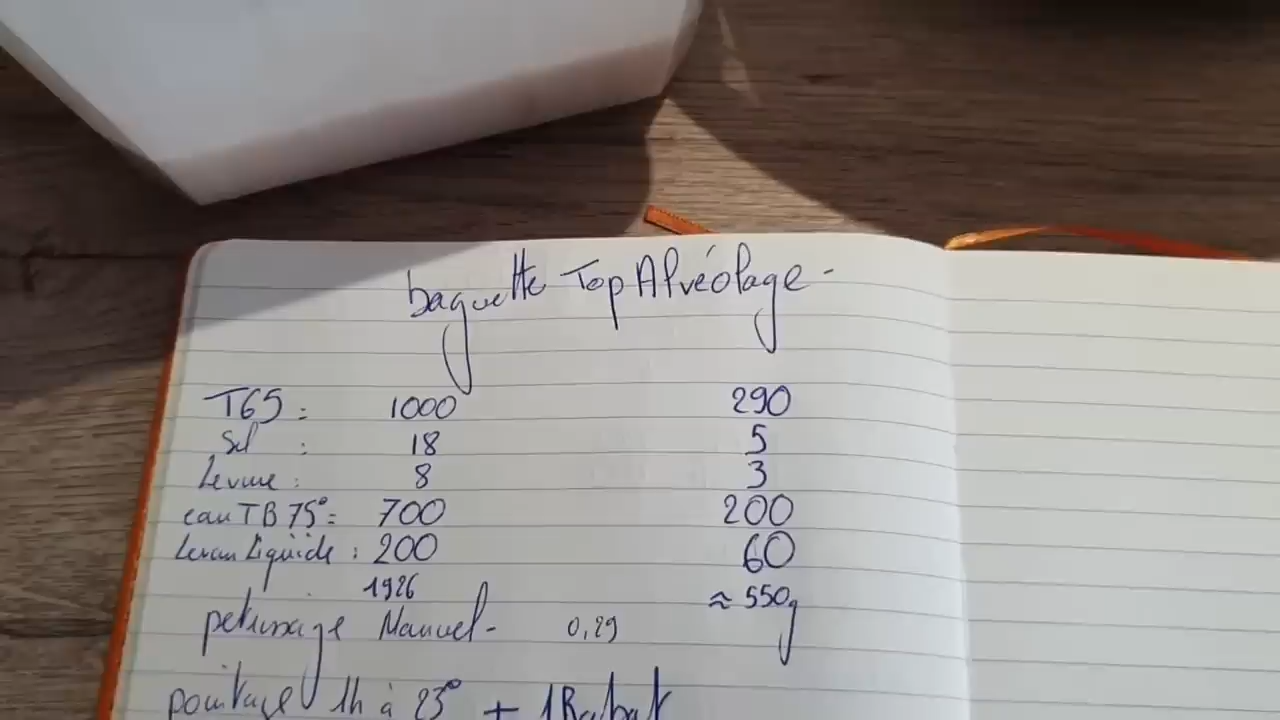 baguette Top Alvéolage -
T65 : 1000 290
Sel : 18 5
Levure : 8 3
eau TB 75° = 700 200
Levain Liquide : 200 60
1926 ≈ 550g
petrissage Manuel - 0,29
pointage 1h à 23° + 1 Rabat